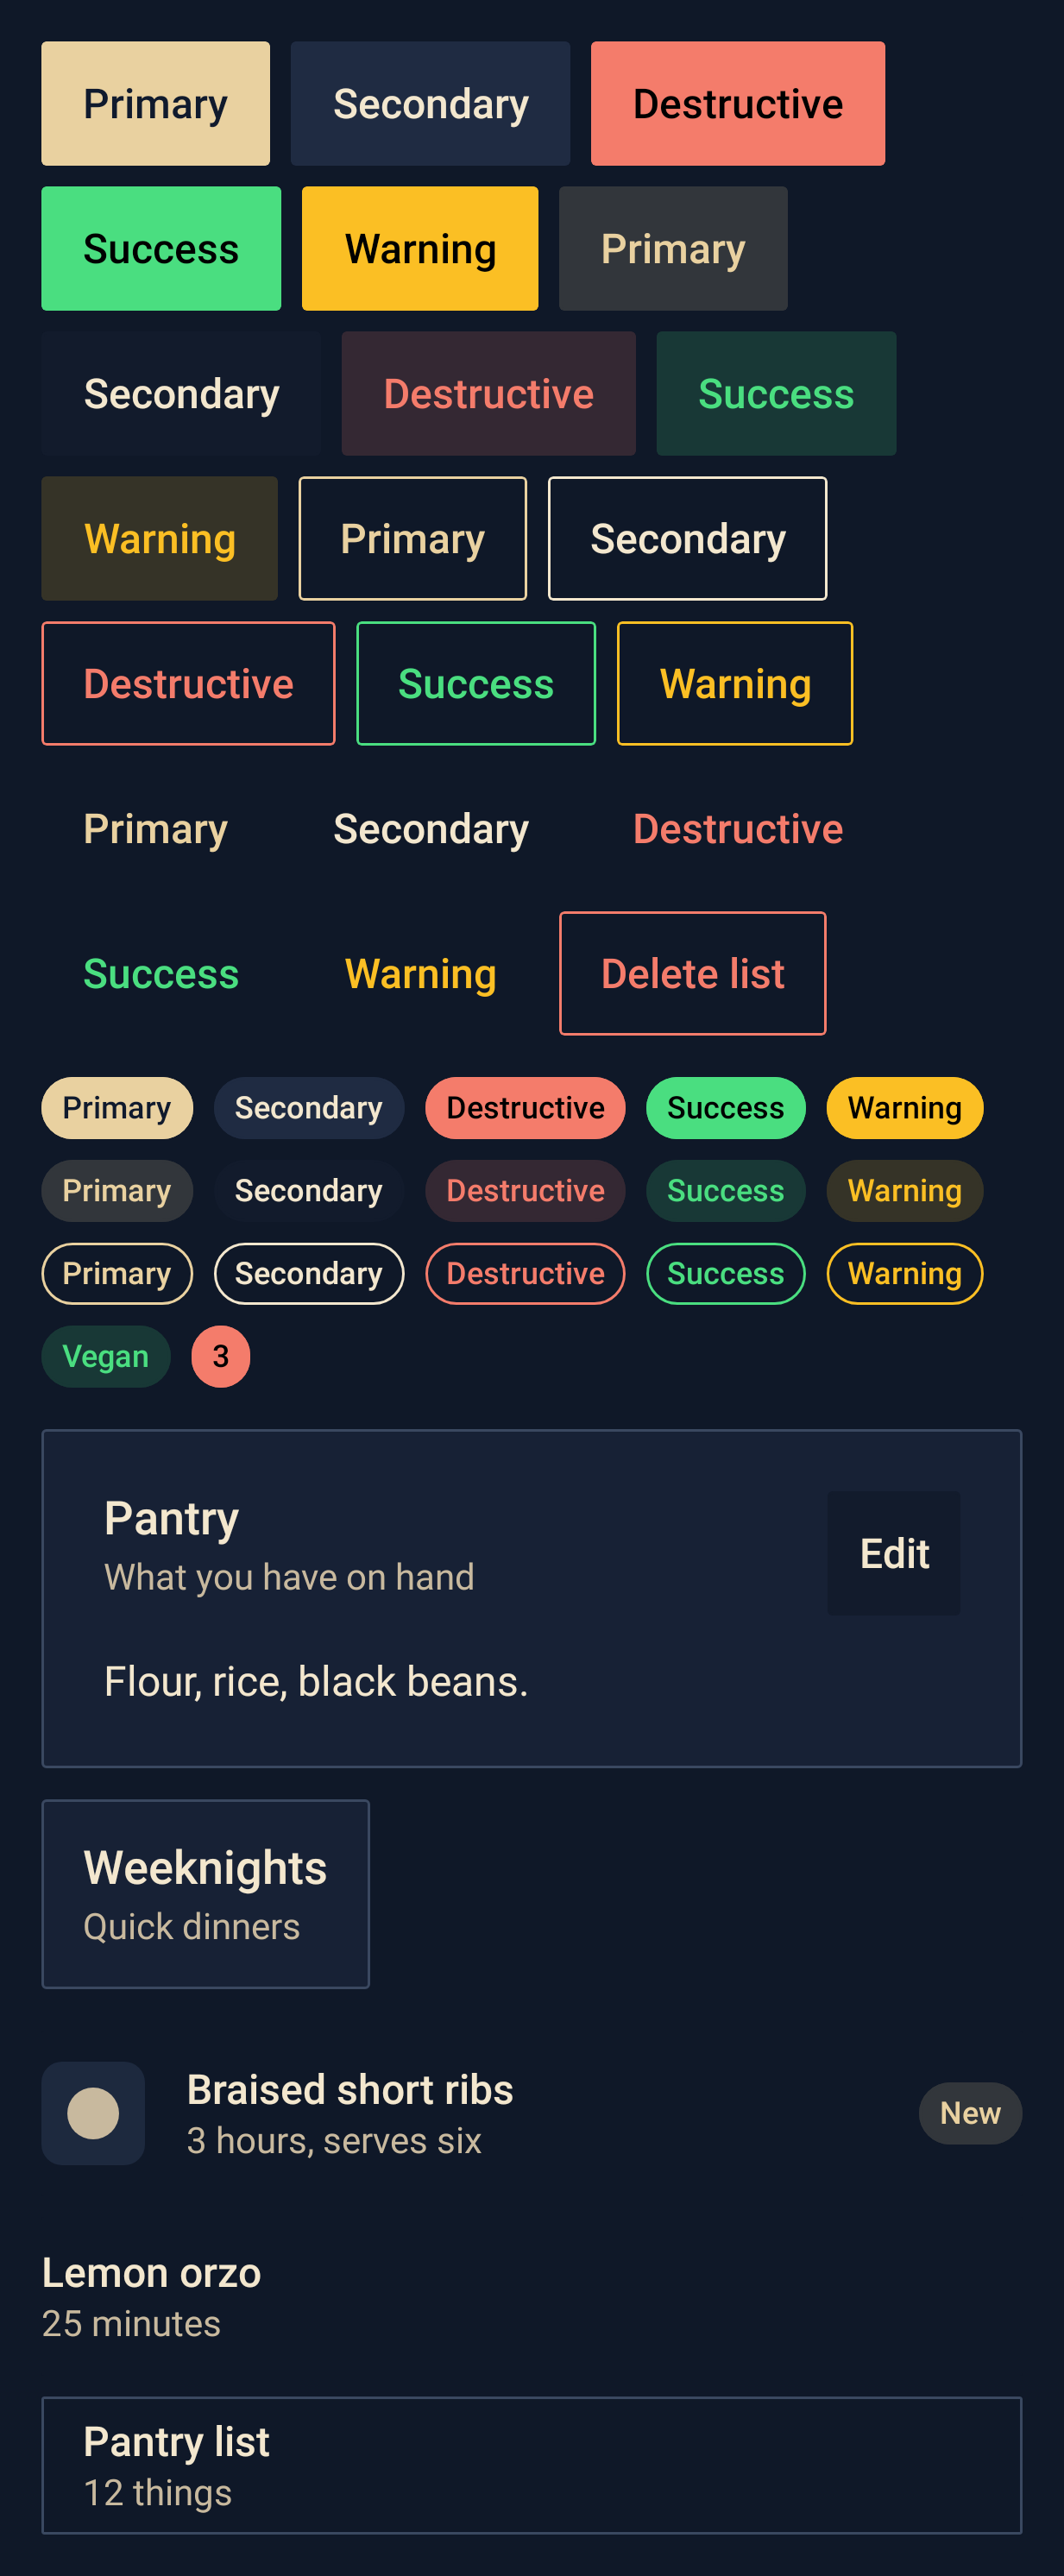 Primary Secondary Destructive
Success Warning Primary
Secondary Destructive Success
Warning Primary Secondary
Destructive Success Warning
Primary Secondary Destructive
Success Warning Delete list
Primary Secondary Destructive Success Warning
Primary Secondary Destructive Success Warning
Primary Secondary Destructive Success Warning
Vegan 3
Pantry
What you have on hand
Edit
Flour, rice, black beans.
Weeknights
Quick dinners
Braised short ribs
3 hours, serves six
New
Lemon orzo
25 minutes
Pantry list
12 things